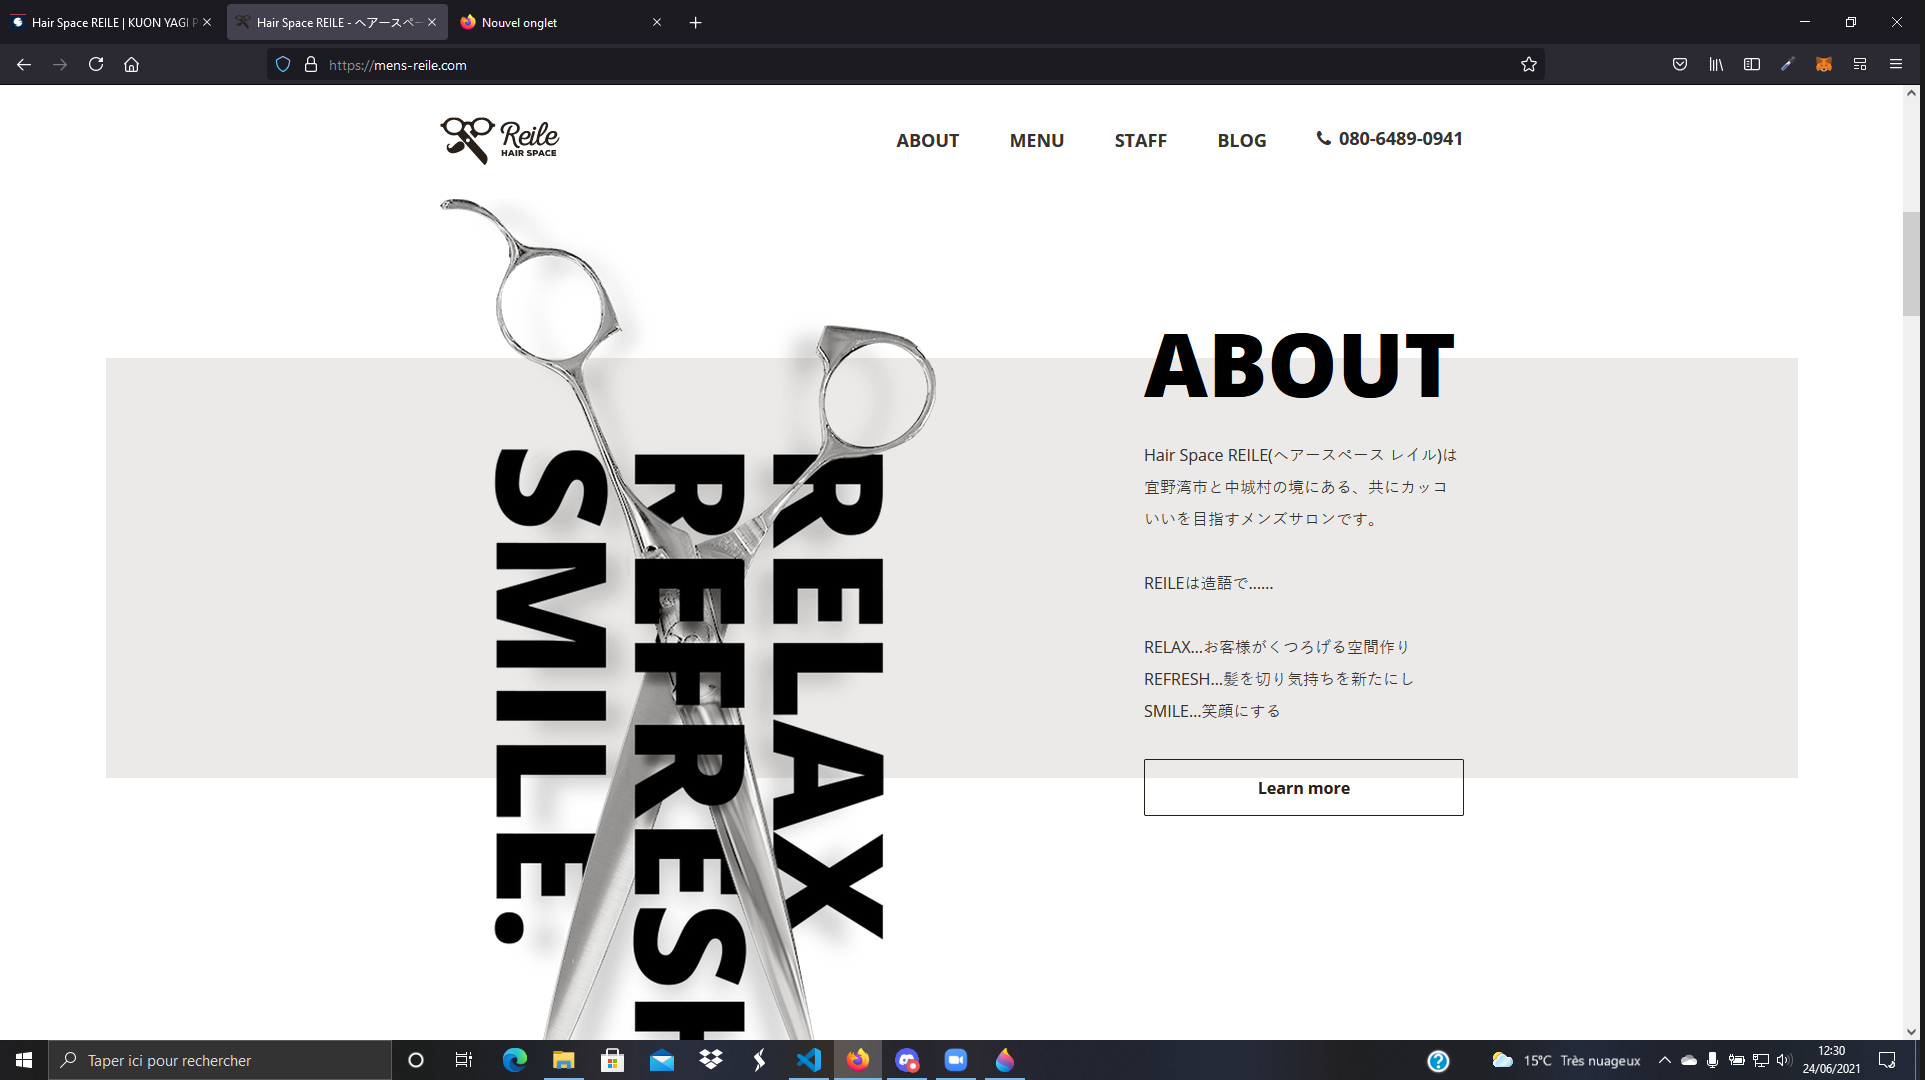 Hair Space REILE | KUON YAGI P
Hair Space REILE - ヘアースペー
Nouvel onglet
https://mens-reile.com
Reile
HAIR SPACE
ABOUT
MENU
STAFF
BLOG
080-6489-0941
RELAX
REFRESH
SMILE.
ABOUT
Hair Space REILE(ヘアースペース レイル)は
宜野湾市と中城村の境にある、共にカッコ
いいを目指すメンズサロンです。
REILEは造語で......
RELAX...お客様がくつろげる空間作り
REFRESH...髪を切り気持ちを新たにし
SMILE...笑顔にする
Learn more
Taper ici pour rechercher
15°C Très nuageux
12:30
24/06/2021